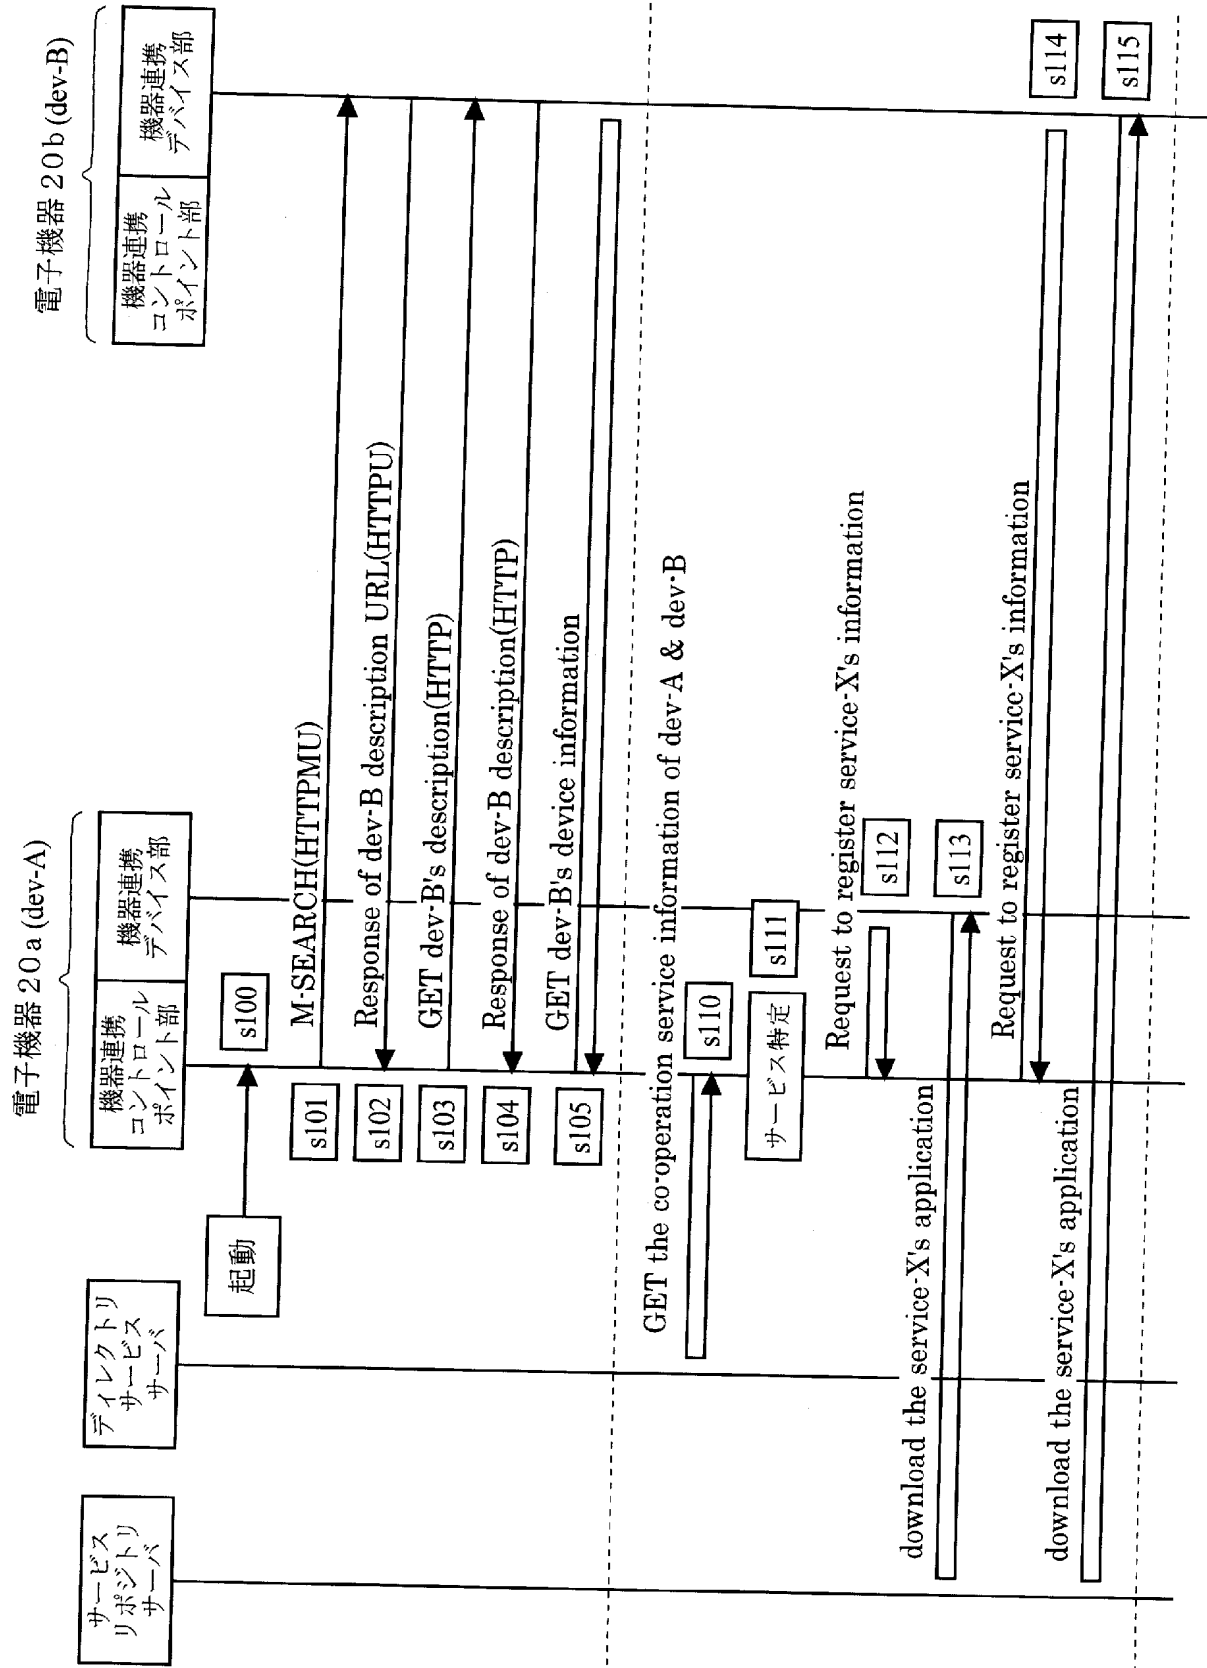 サービス
リポジトリ
サーバ
ディレクトリ
サービス
サーバ
電子機器 20a (dev-A)
機器連携
コントロール
ポイント部
機器連携
デバイス部
電子機器 20b (dev-B)
機器連携
コントロール
ポイント部
機器連携
デバイス部
起動
s100
s101
M-SEARCH(HTTPMU)
s102
Response of dev-B description URL(HTTPU)
s103
GET dev-B's description(HTTP)
s104
Response of dev-B description(HTTP)
s105
GET dev-B's device information
GET the co-operation service information of dev-A & dev-B
s110
サービス特定
s111
Request to register service-X's information
s112
download the service-X's application
s113
Request to register service-X's information
s114
download the service-X's application
s115